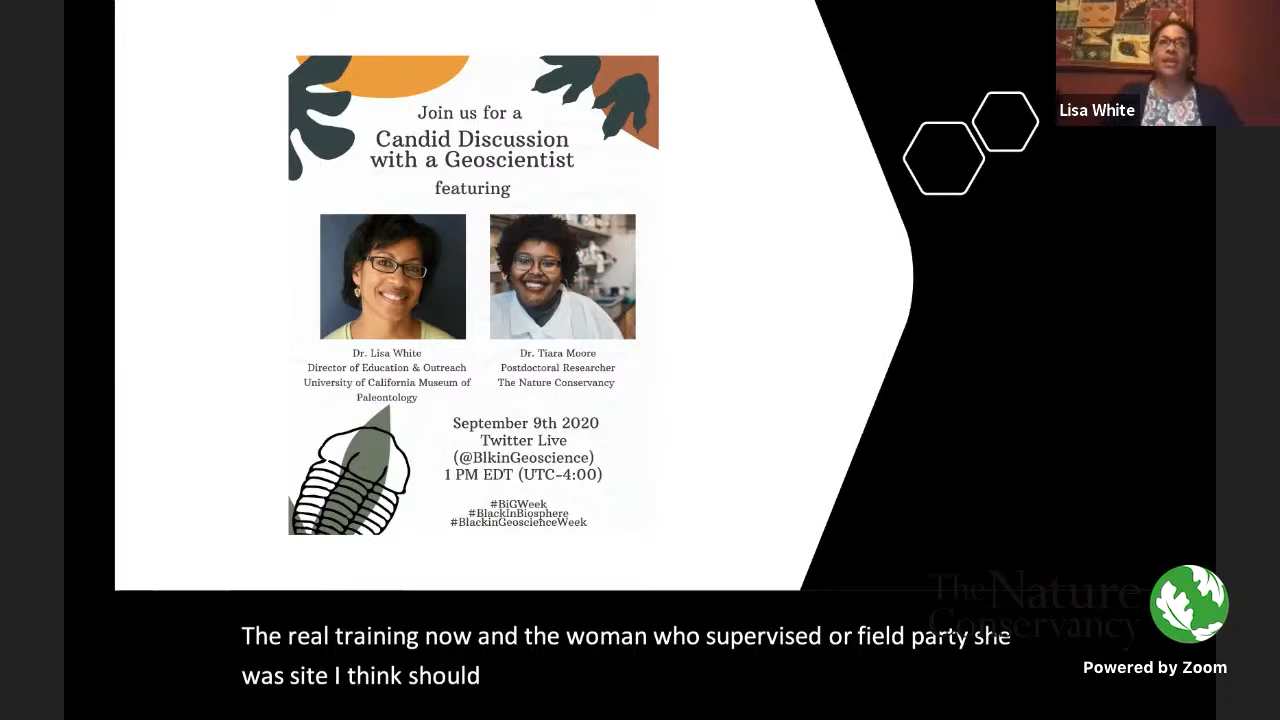 Join us for a
Candid Discussion
with a Geoscientist
featuring
Dr. Lisa White
Director of Education & Outreach
University of California Museum of
Paleontology
Dr. Tiara Moore
Postdoctoral Researcher
The Nature Conservancy
September 9th 2020
Twitter Live
(@BlkinGeoscience)
1 PM EDT (UTC-4:00)
#BiGWeek
#BlackInBiosphere
#BlackinGeoscienceWeek
Lisa White
The Nature
Conservancy
Powered by Zoom
The real training now and the woman who supervised or field party she
was site I think should